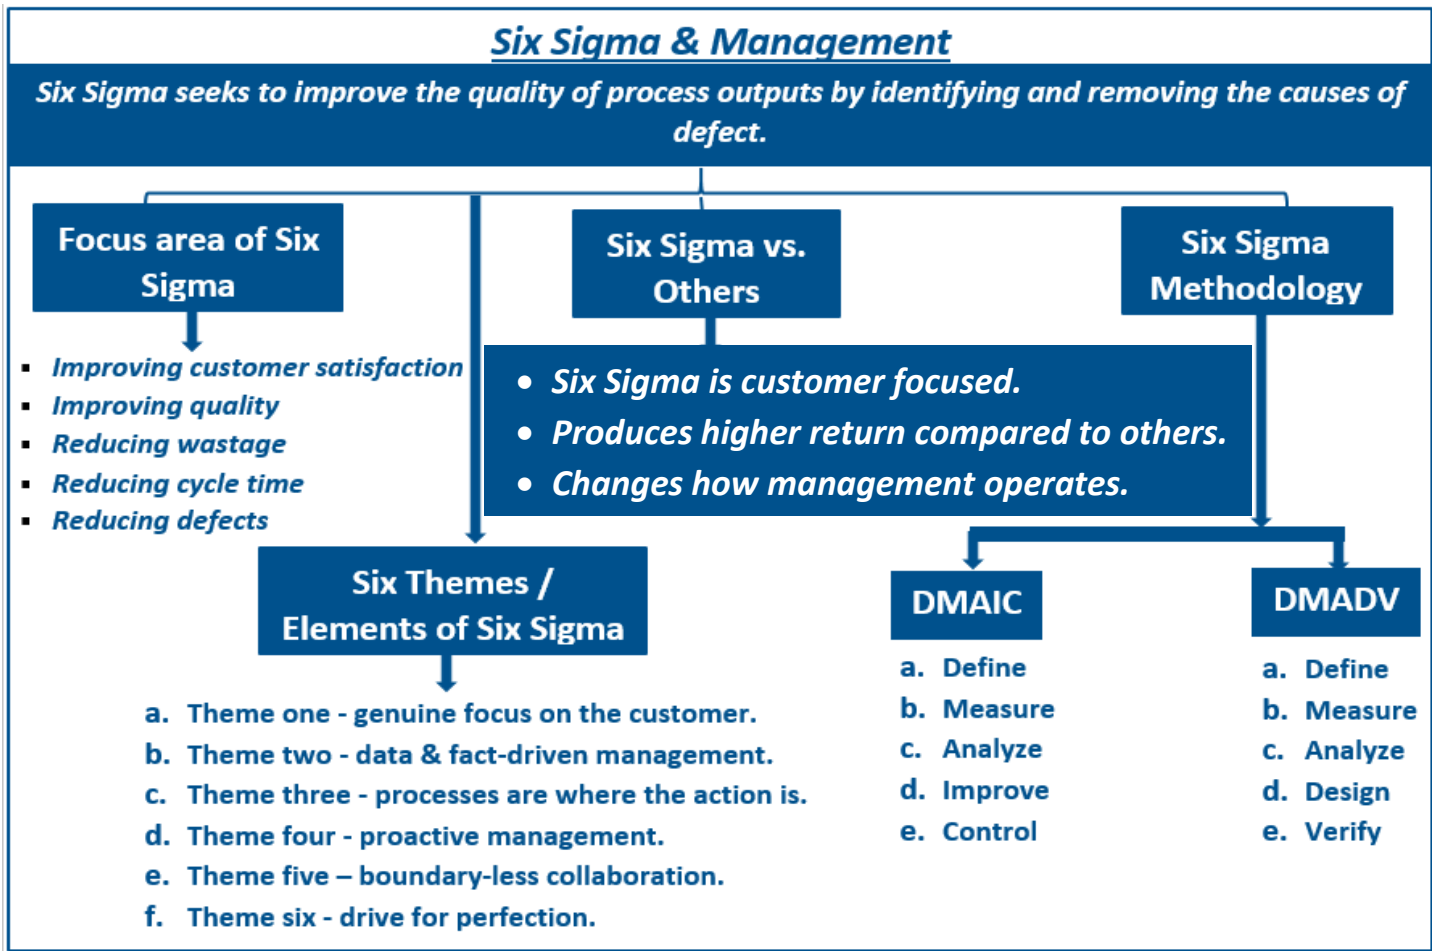 Six Sigma & Management
Six Sigma seeks to improve the quality of process outputs by identifying and removing the causes of
defect.
Focus area of Six
Sigma
▪ Improving customer satisfaction
▪ Improving quality
▪ Reducing wastage
▪ Reducing cycle time
▪ Reducing defects
Six Themes /
Elements of Six Sigma
a. Theme one - genuine focus on the customer.
b. Theme two - data & fact-driven management.
c. Theme three - processes are where the action is.
d. Theme four - proactive management.
e. Theme five – boundary-less collaboration.
f. Theme six - drive for perfection.
Six Sigma vs.
Others
• Six Sigma is customer focused.
• Produces higher return compared to others.
• Changes how management operates.
Six Sigma
Methodology
DMAIC
a. Define
b. Measure
c. Analyze
d. Improve
e. Control
DMADV
a. Define
b. Measure
c. Analyze
d. Design
e. Verify